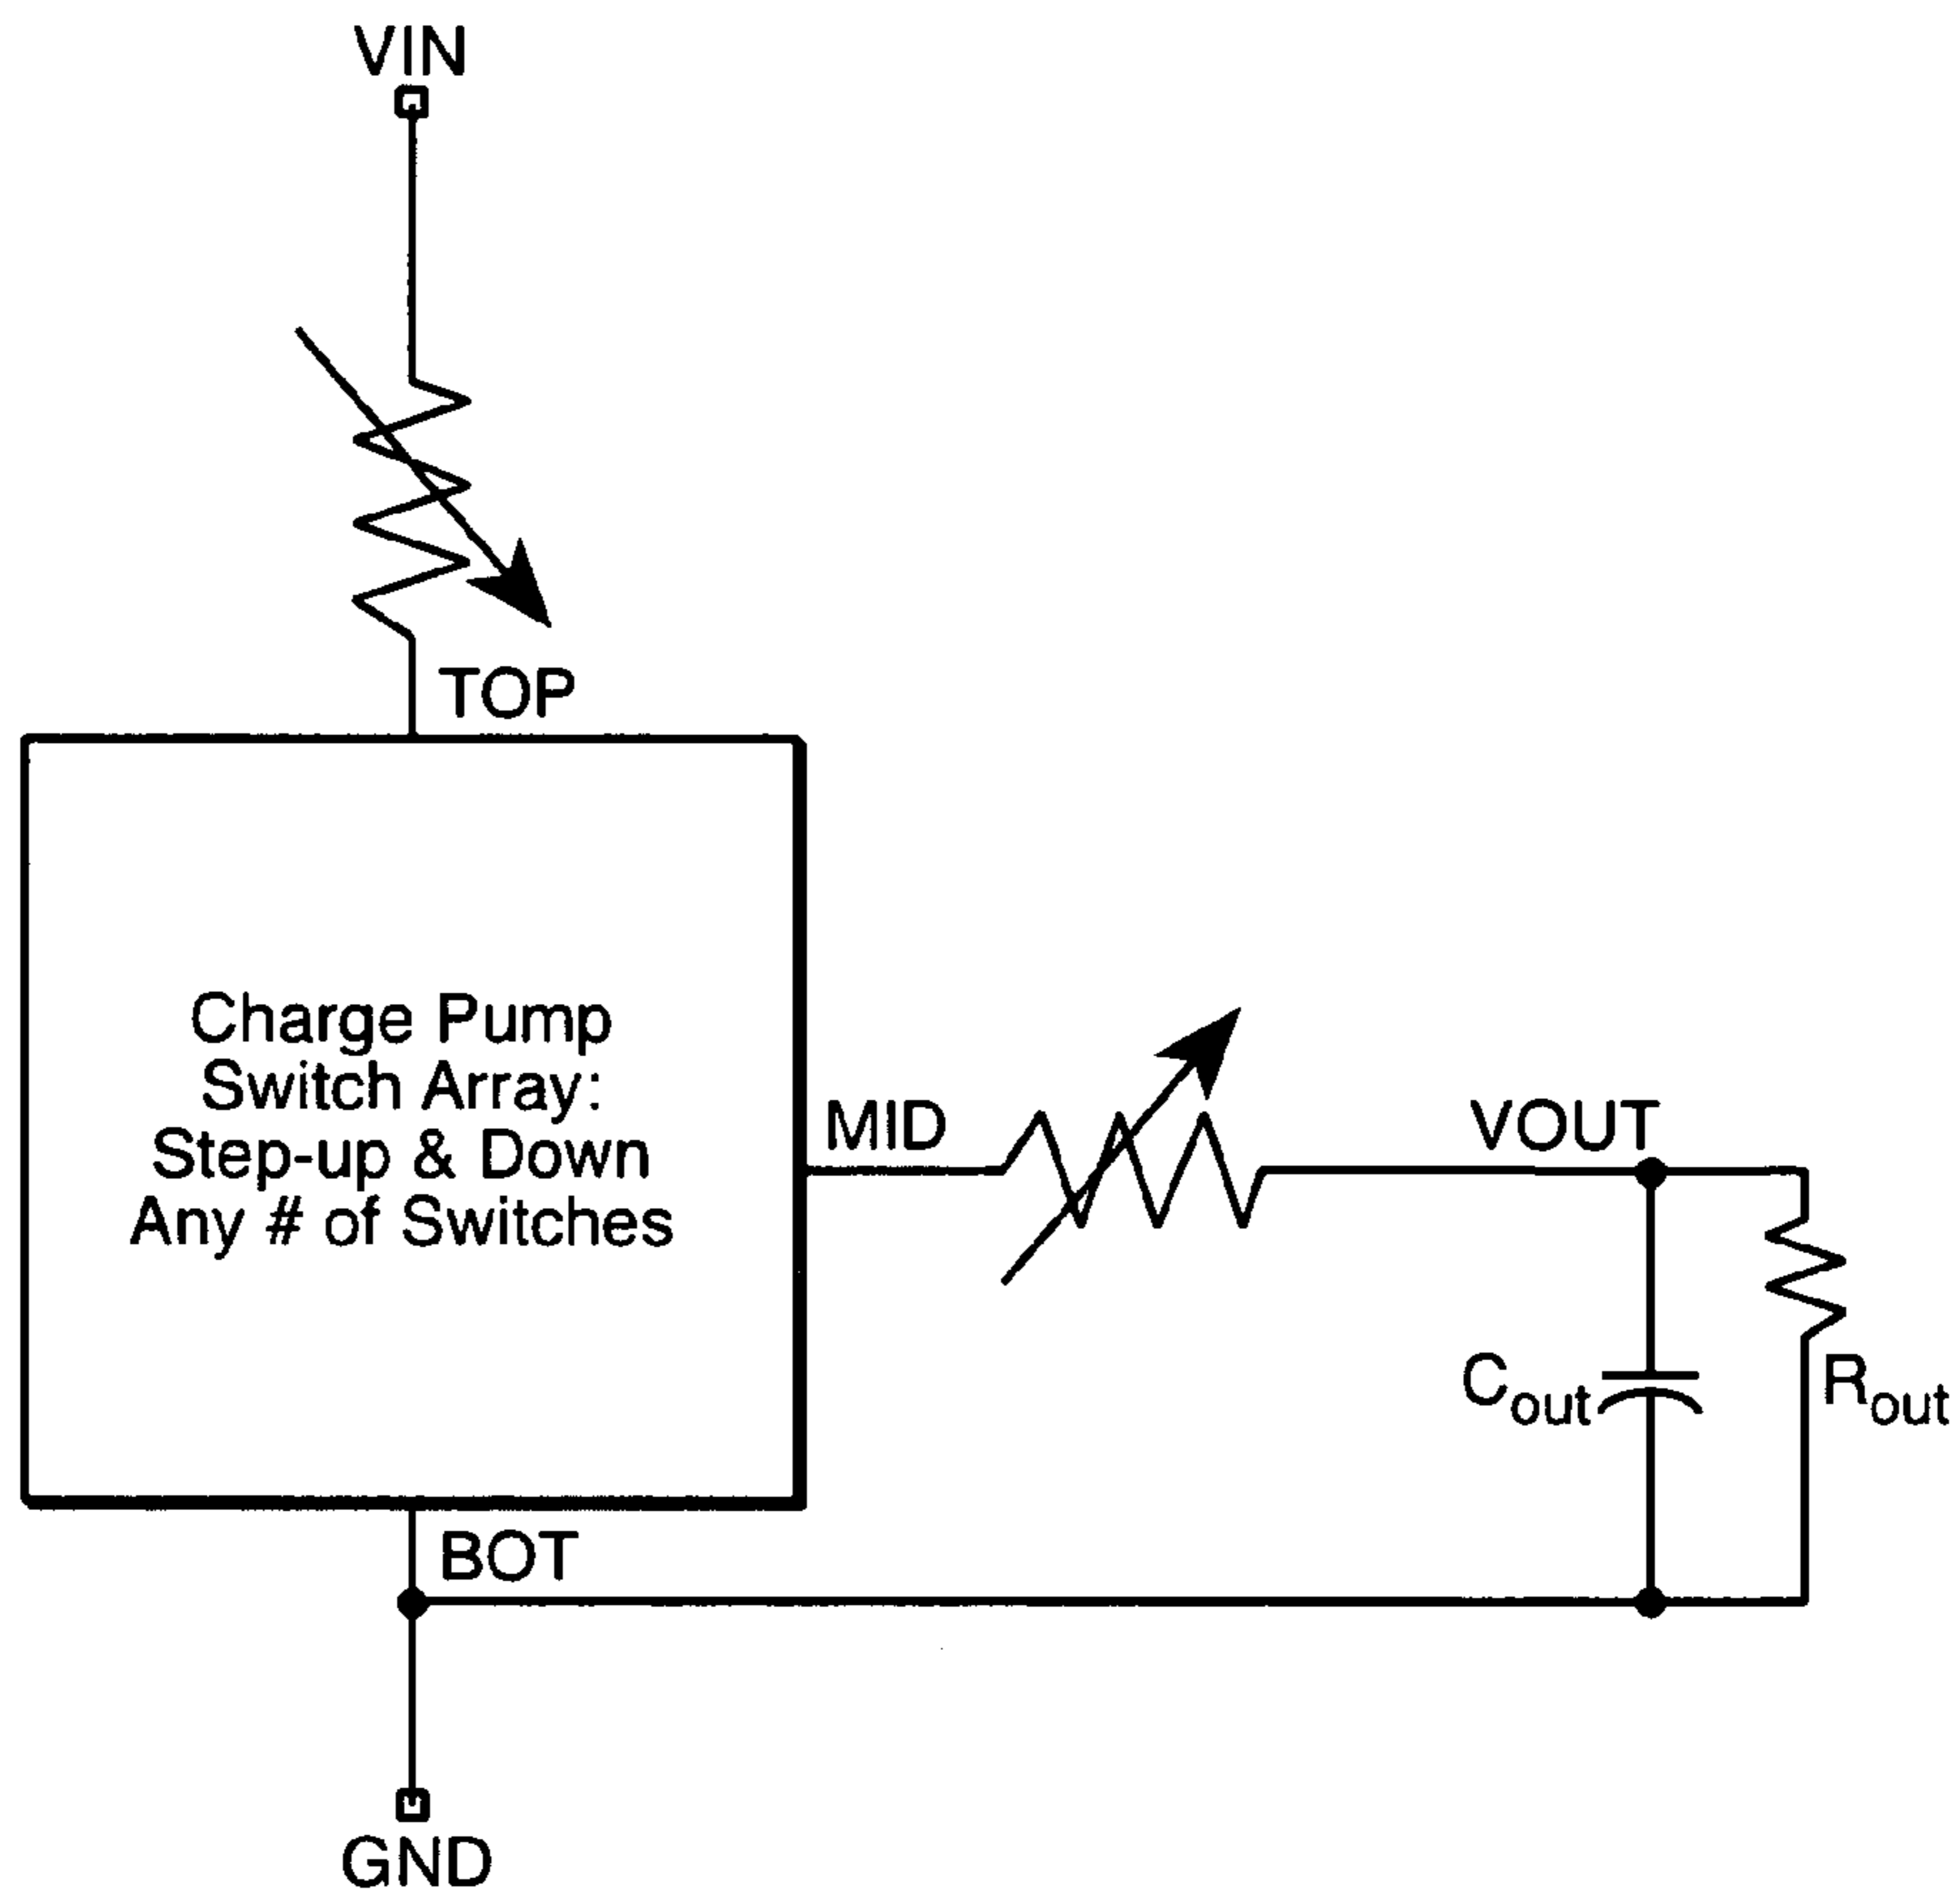 VIN
TOP
Charge Pump
Switch Array:
Step-up & Down
Any # of Switches
MID
VOUT
Cout
Rout
BOT
GND